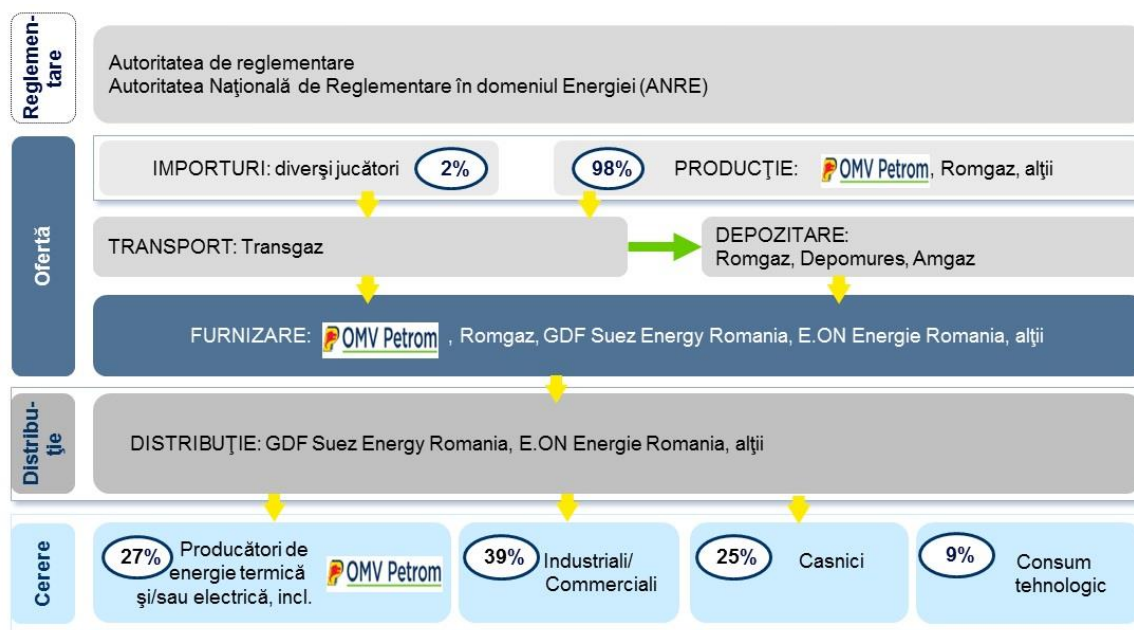 Reglemen-
tare
Autoritatea de reglementare
Autoritatea Naţională de Reglementare în domeniul Energiei (ANRE)
Ofertă
IMPORTURI: diverşi jucători 2%
98% PRODUCŢIE: OMV Petrom, Romgaz, alţii
TRANSPORT: Transgaz
DEPOZITARE:
Romgaz, Depomures, Amgaz
FURNIZARE: OMV Petrom , Romgaz, GDF Suez Energy Romania, E.ON Energie Romania, alţii
Distribu-
ţie
DISTRIBUŢIE: GDF Suez Energy Romania, E.ON Energie Romania, alţii
Cerere
27% Producători de
energie termică
şi/sau electrică, incl. OMV Petrom
39% Industriali/
Commerciali
25% Casnici
9% Consum
tehnologic